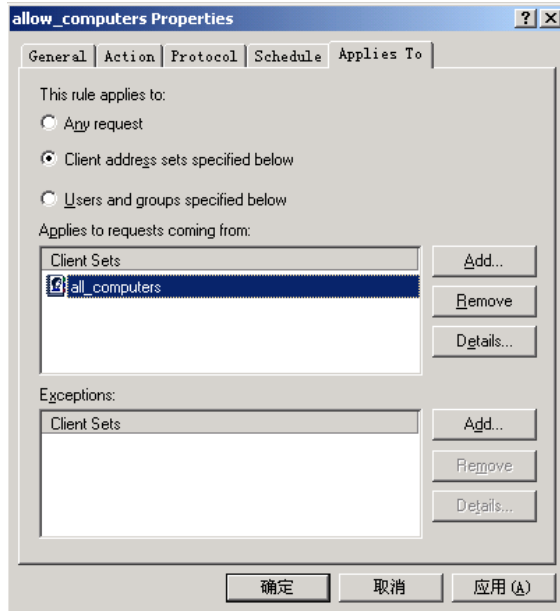 allow_computers Properties
General Action Protocol Schedule Applies To
This rule applies to:
Any request
Client address sets specified below
Users and groups specified below
Applies to requests coming from:
Client Sets
Add...
all_computers
Remove
Details...
Exceptions:
Client Sets
Add...
Remove
Details...
确定 取消 应用(A)